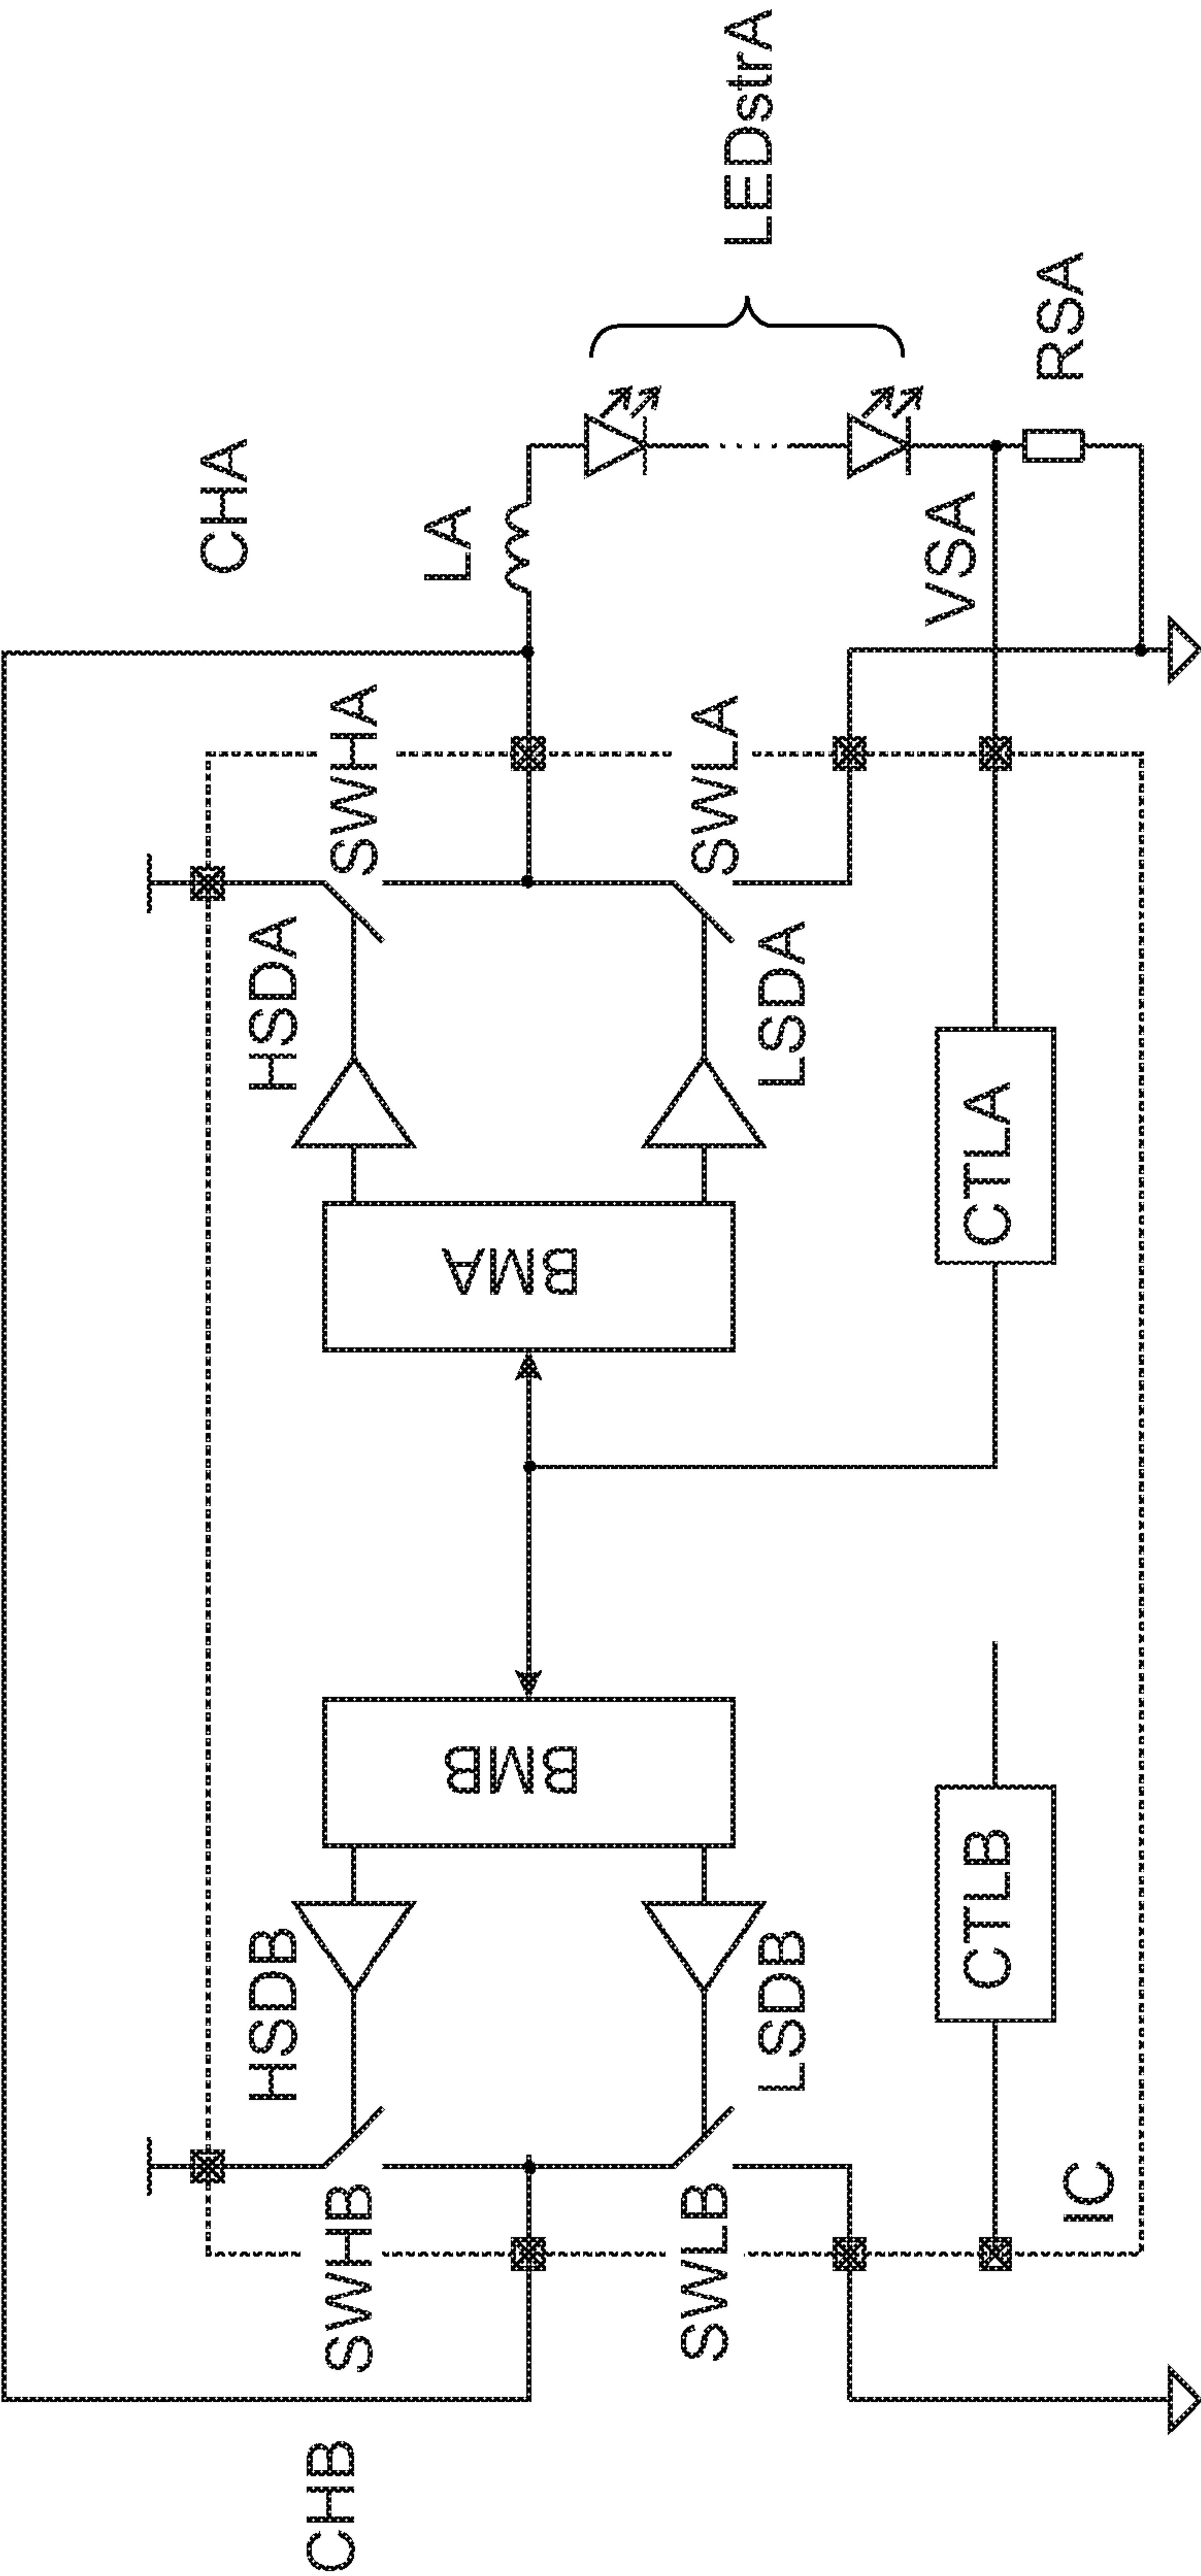 CHA
LEDstrA
LA
SWHA
HSDA
SWLA
VSA
RSA
LSDA
BMA
CTLA
BMB
CTLB
HSDB
LSDB
SWHB
SWLB
IC
CHB